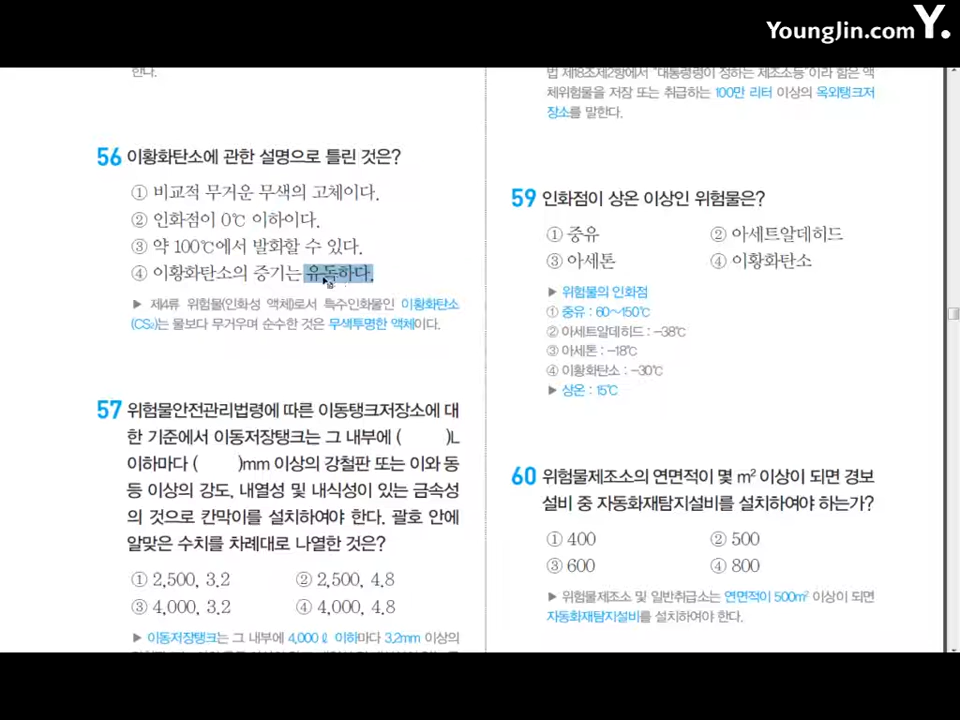 YoungJin.com Y.
한다.
56 이황화탄소에 관한 설명으로 틀린 것은?
① 비교적 무거운 무색의 고체이다.
② 인화점이 0℃ 이하이다.
③ 약 100℃에서 발화할 수 있다.
④ 이황화탄소의 증기는 유독하다.
▶ 제4류 위험물(인화성 액체)로서 특수인화물인 이황화탄소
(CS₂)는 물보다 무거우며 순수한 것은 무색투명한 액체이다.
57 위험물안전관리법령에 따른 이동탱크저장소에 대
한 기준에서 이동저장탱크는 그 내부에 ( )L
이하마다 ( )mm 이상의 강철판 또는 이와 동
등 이상의 강도, 내열성 및 내식성이 있는 금속성
의 것으로 칸막이를 설치하여야 한다. 괄호 안에
알맞은 수치를 차례대로 나열한 것은?
① 2,500, 3.2 ② 2,500, 4.8
③ 4,000, 3.2 ④ 4,000, 4.8
▶ 이동저장탱크는 그 내부에 4,000ℓ 이하마다 3.2mm 이상의
법 제18조제2항에서 "대통령령이 정하는 제조소등"이라 함은 액
체위험물을 저장 또는 취급하는 100만 리터 이상의 옥외탱크저
장소를 말한다.
59 인화점이 상온 이상인 위험물은?
① 중유 ② 아세트알데히드
③ 아세톤 ④ 이황화탄소
▶ 위험물의 인화점
① 중유 : 60~150℃
② 아세트알데히드 : -38℃
③ 아세톤 : -18℃
④ 이황화탄소 : -30℃
▶ 상온 : 15℃
60 위험물제조소의 연면적이 몇 m² 이상이 되면 경보
설비 중 자동화재탐지설비를 설치하여야 하는가?
① 400 ② 500
③ 600 ④ 800
▶ 위험물제조소 및 일반취급소는 연면적이 500m² 이상이 되면
자동화재탐지설비를 설치하여야 한다.